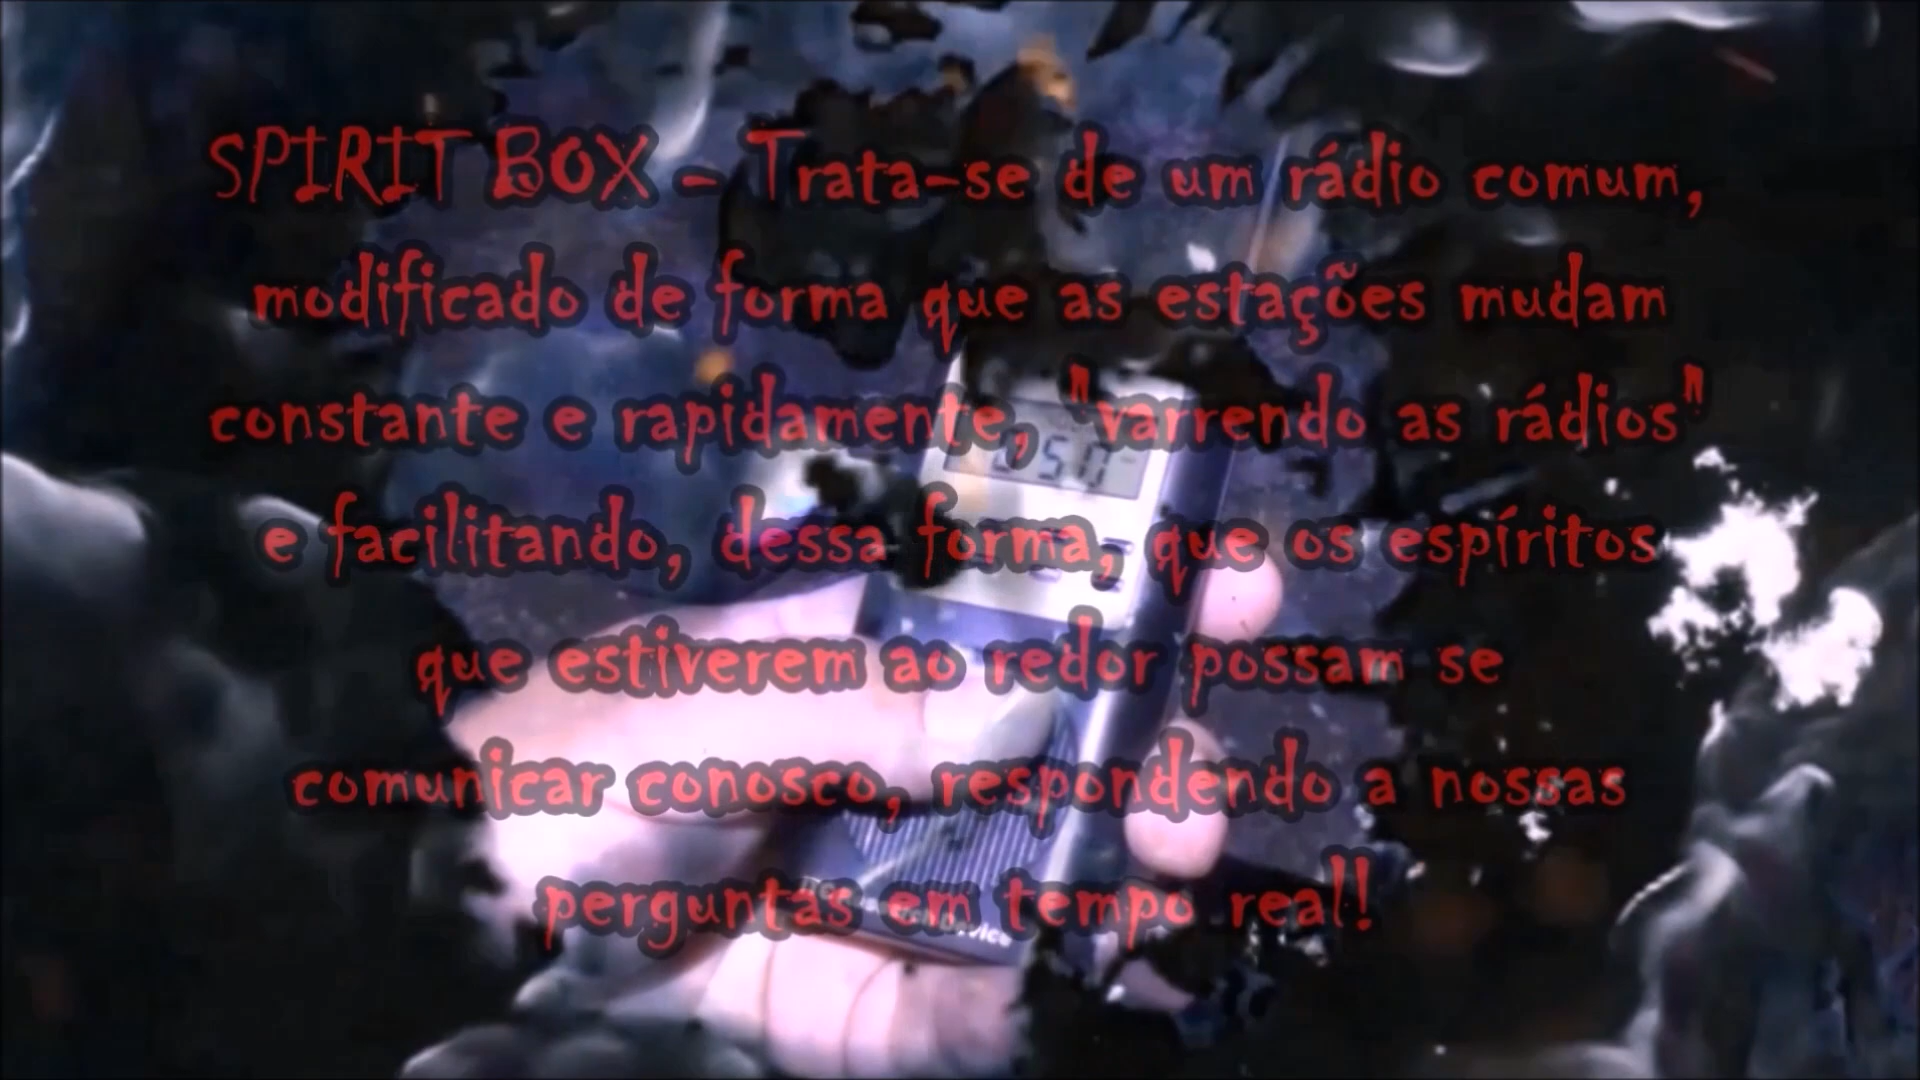 SPIRIT BOX - Trata-se de um rádio comum,
modificado de forma que as estações mudam
constante e rapidamente, "varrendo as rádios"
e facilitando, dessa forma, que os espíritos
que estiverem ao redor possam se
comunicar conosco, respondendo a nossas
perguntas em tempo real!